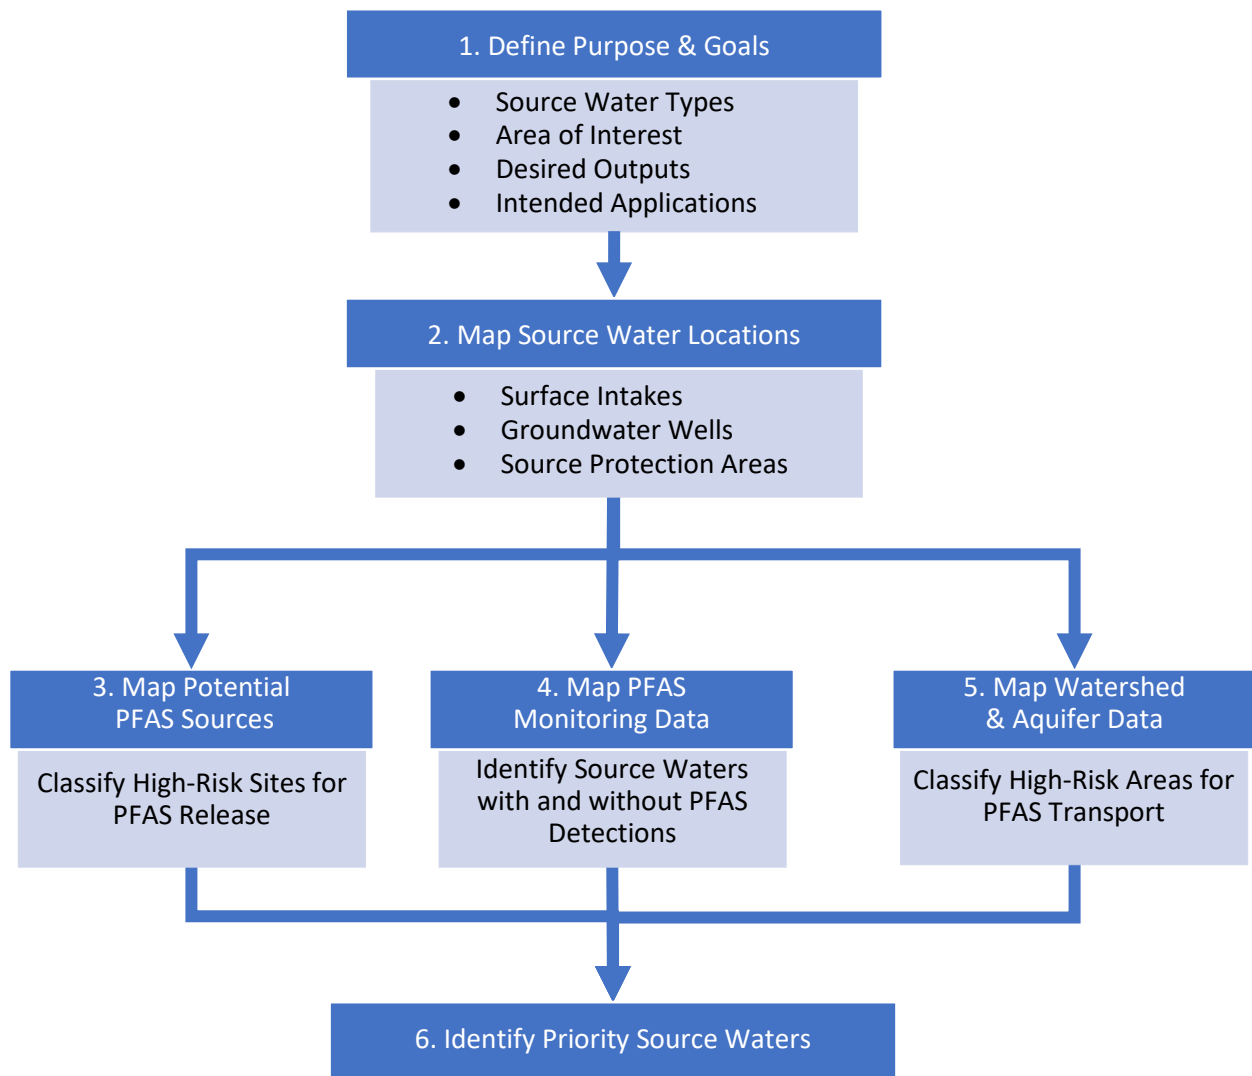 1. Define Purpose & Goals
• Source Water Types
• Area of Interest
• Desired Outputs
• Intended Applications
2. Map Source Water Locations
• Surface Intakes
• Groundwater Wells
• Source Protection Areas
3. Map Potential
PFAS Sources
Classify High-Risk Sites for
PFAS Release
4. Map PFAS
Monitoring Data
Identify Source Waters
with and without PFAS
Detections
5. Map Watershed
& Aquifer Data
Classify High-Risk Areas for
PFAS Transport
6. Identify Priority Source Waters